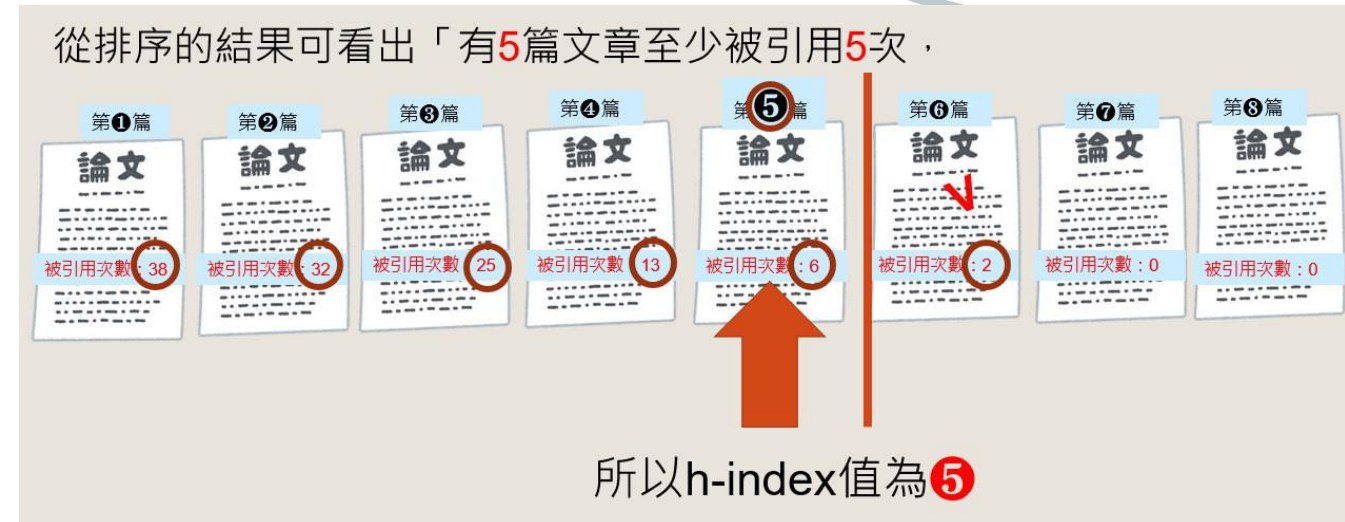 從排序的結果可看出「有5篇文章至少被引用5次，
第❶篇
第❷篇
第❸篇
第❹篇
第❺篇
第❻篇
第❼篇
第❽篇
論文
論文
論文
論文
論文
論文
論文
論文
V
被引用次數：38
被引用次數：32
被引用次數：25
被引用次數：13
被引用次數：6
被引用次數：2
被引用次數：0
被引用次數：0
所以h-index值為❺